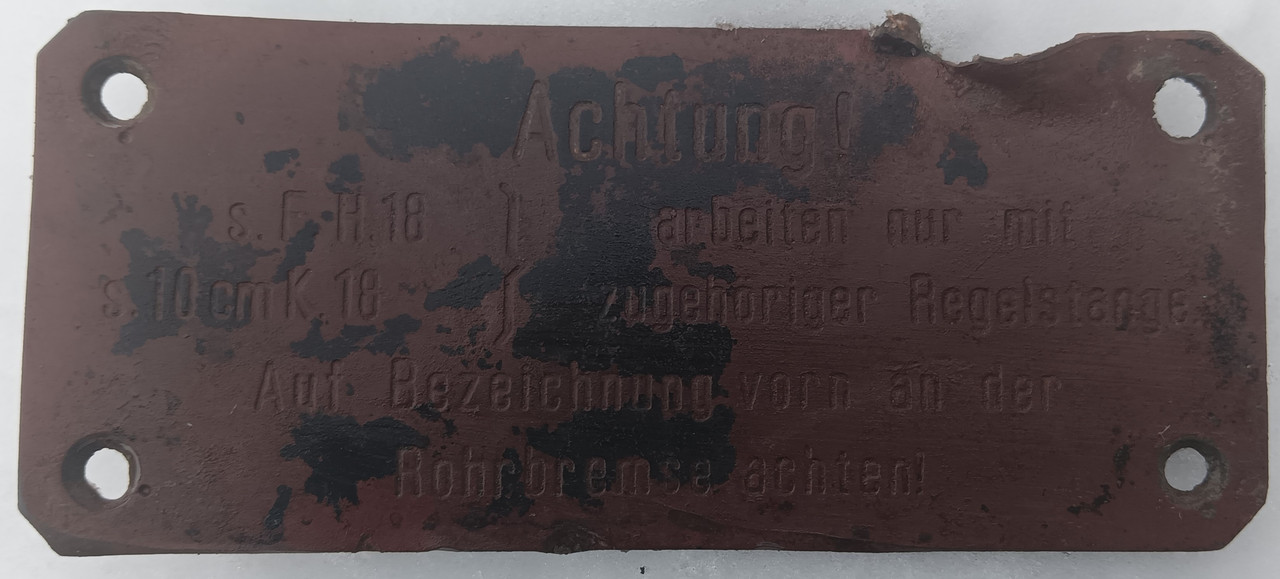 Achtung!
s. F. H. 18 } arbeiten nur mit
s. 10 cm K. 18 } zugehöriger Regelstange.
Auf Bezeichnung vorn an der
Rohrbremse achten!